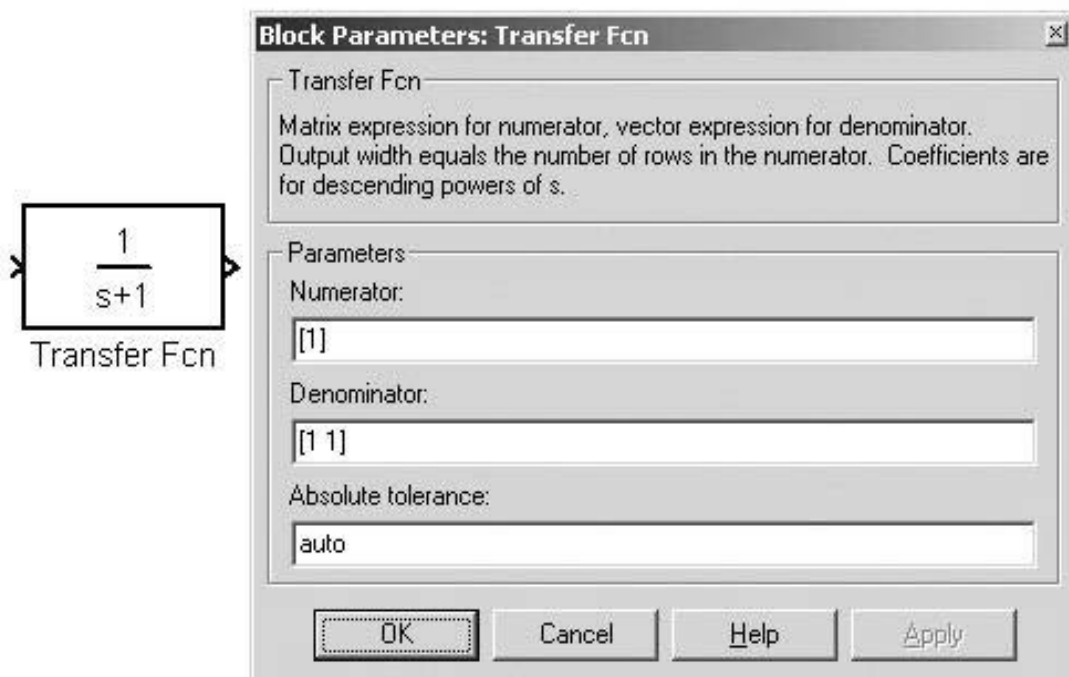 1
s+1
Transfer Fcn
Block Parameters: Transfer Fcn
Transfer Fcn
Matrix expression for numerator, vector expression for denominator.
Output width equals the number of rows in the numerator. Coefficients are
for descending powers of s.
Parameters
Numerator:
[1]
Denominator:
[1 1]
Absolute tolerance:
auto
OK Cancel Help Apply